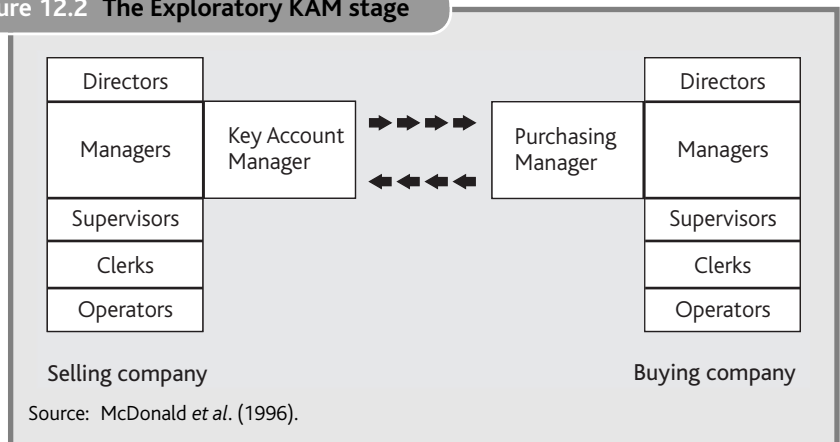 ure 12.2 The Exploratory KAM stage
Directors
Managers
Supervisors
Clerks
Operators
Key Account
Manager
Purchasing
Manager
Directors
Managers
Supervisors
Clerks
Operators
Selling company
Buying company
Source: McDonald et al. (1996).